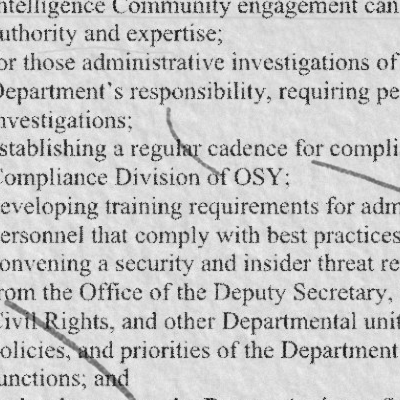 ntelligence Community engagement can
uthority and expertise;
or those administrative investigations of
Department's responsibility, requiring pe
nvestigations;
stablishing a regular cadence for compli
Compliance Division of OSY;
eveloping training requirements for adm
ersonnel that comply with best practices
onvening a security and insider threat re
rom the Office of the Deputy Secretary,
Civil Rights, and other Departmental unit
olicies, and priorities of the Department
unctions; and